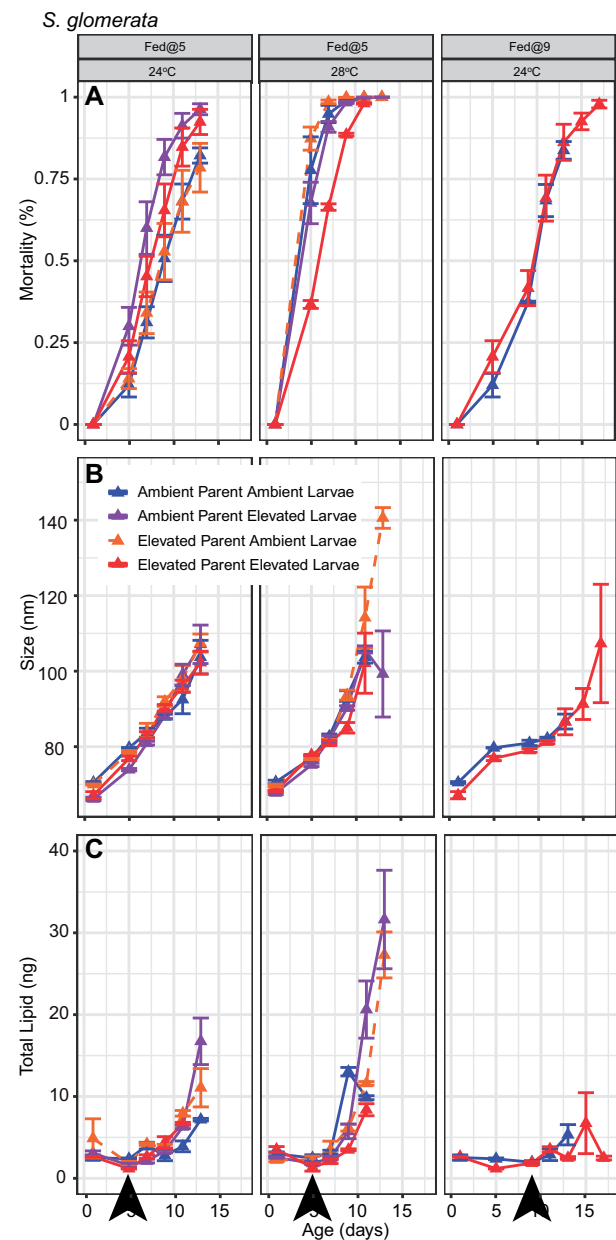 S. glomerata
Fed@5 Fed@5 Fed@9
24°C 28°C 24°C
A
1
0.75
0.5
0.25
0
Mortality (%)
B
Ambient Parent Ambient Larvae
Ambient Parent Elevated Larvae
Elevated Parent Ambient Larvae
Elevated Parent Elevated Larvae
140
120
100
80
60
Size (nm)
C
40
30
20
10
0
Total Lipid (ng)
0 5 10 15 0 5 10 15 0 5 10 15
Age (days)